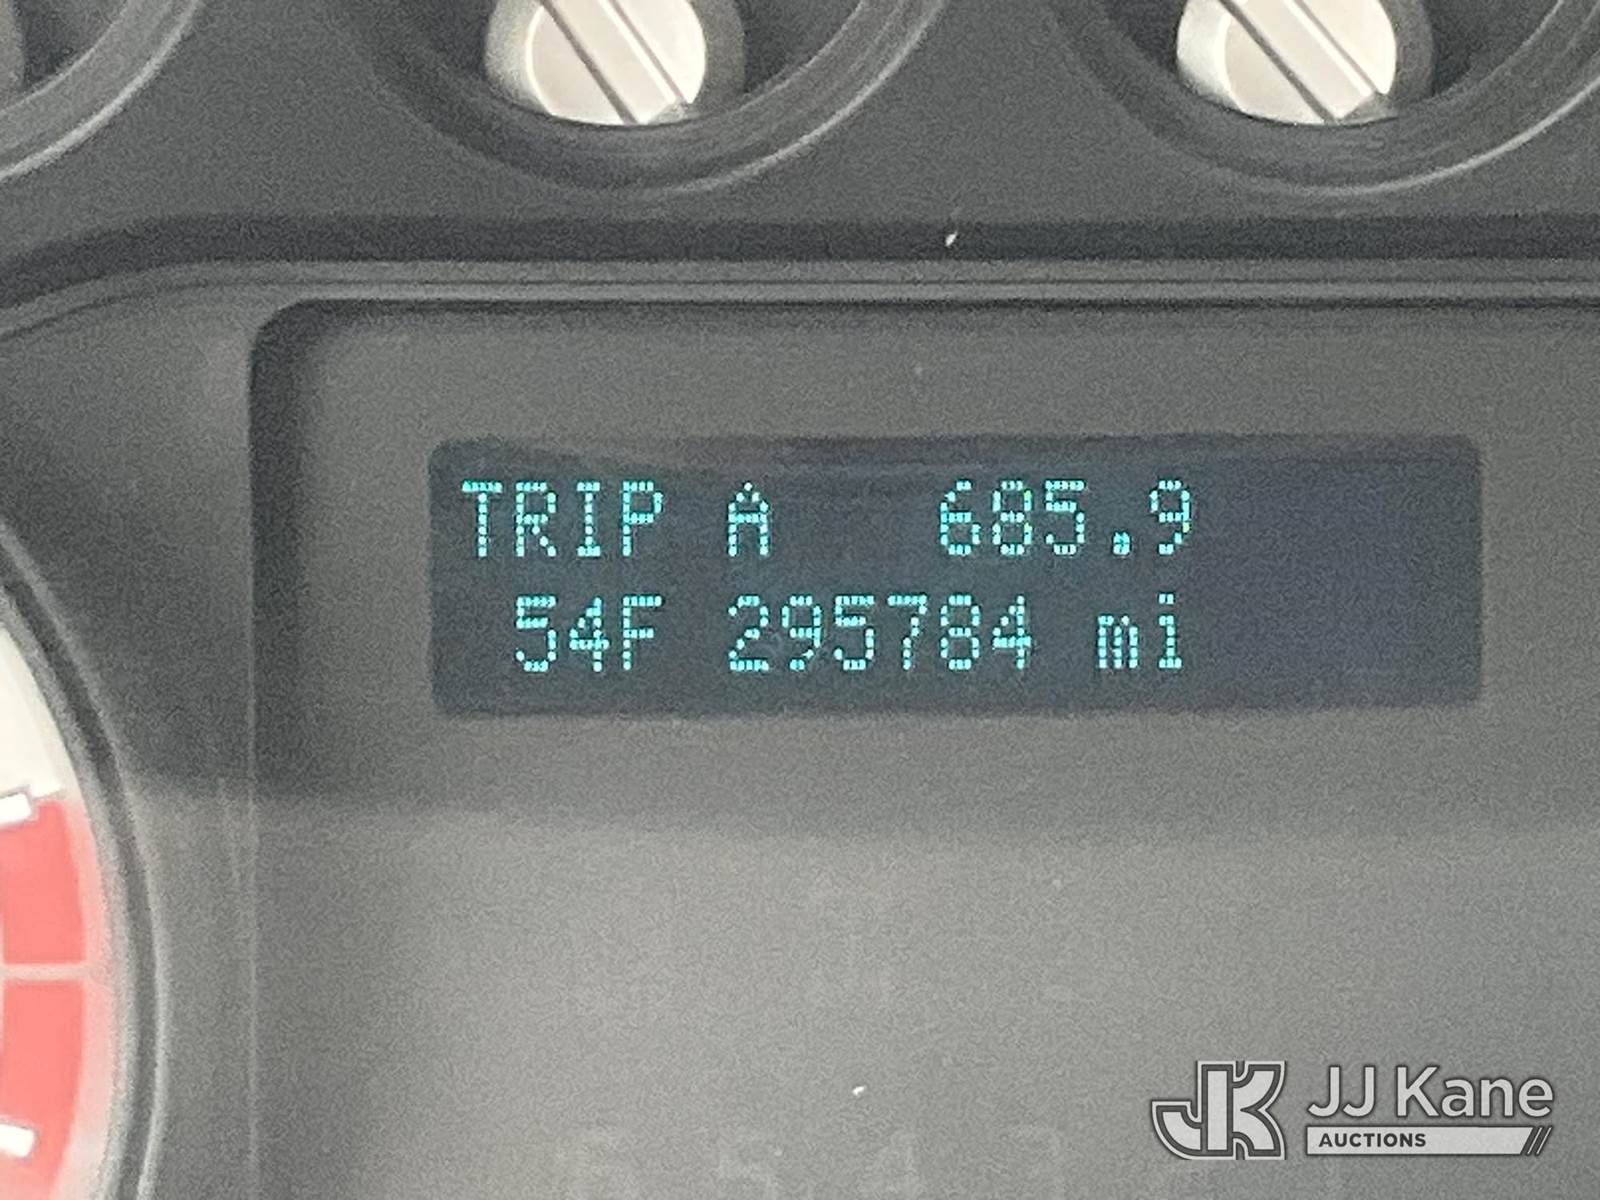 TRIP A 685.9
54F 295784 mi
JJ Kane
AUCTIONS